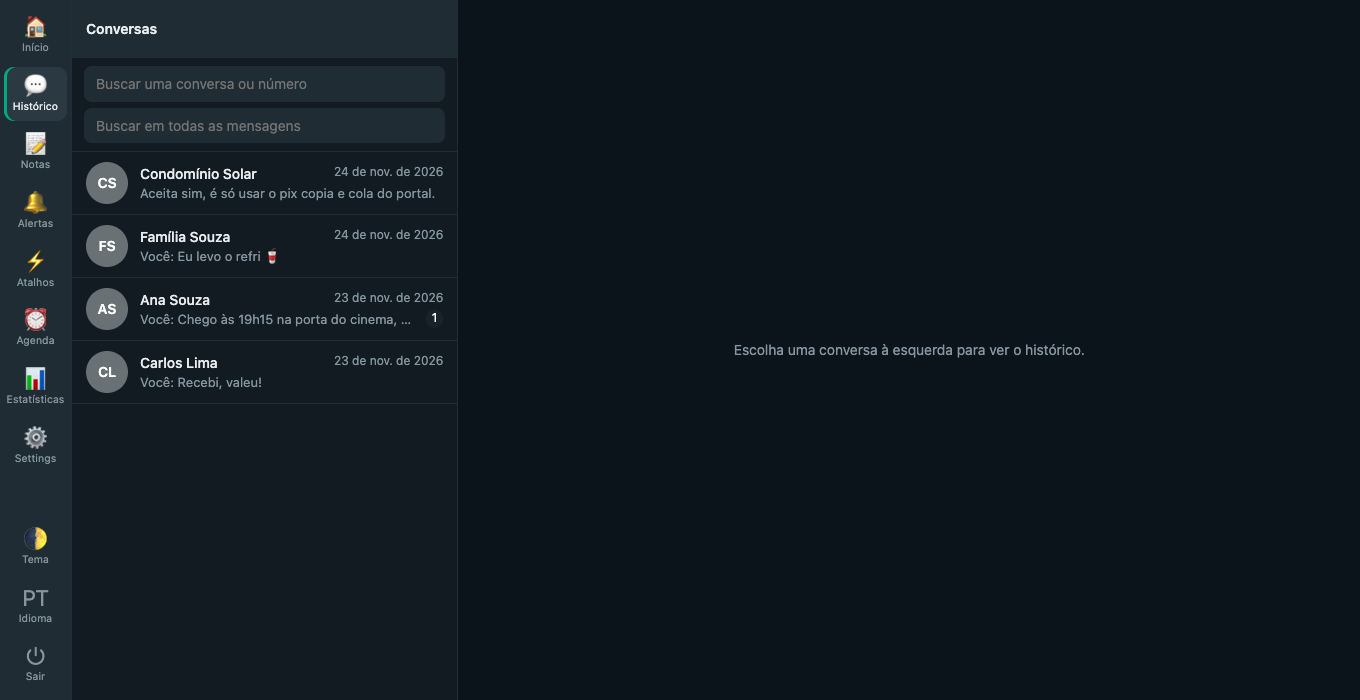 Início
Histórico
Notas
Alertas
Atalhos
Agenda
Estatísticas
Settings
Tema
PT
Idioma
Sair
Conversas
Buscar uma conversa ou número
Buscar em todas as mensagens
CS
Condomínio Solar
24 de nov. de 2026
Aceita sim, é só usar o pix copia e cola do portal.
FS
Família Souza
24 de nov. de 2026
Você: Eu levo o refri 🥤
AS
Ana Souza
23 de nov. de 2026
Você: Chego às 19h15 na porta do cinema, ...
1
CL
Carlos Lima
23 de nov. de 2026
Você: Recebi, valeu!
Escolha uma conversa à esquerda para ver o histórico.